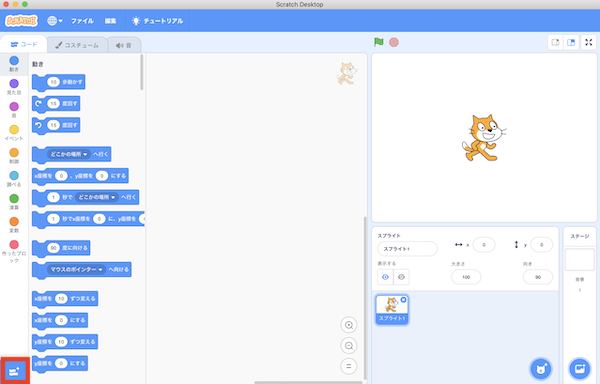 Scratch Desktop
SCRATCH
ファイル
編集
チュートリアル
コード
コスチューム
音
動き
見た目
音
イベント
制御
調べる
演算
変数
作ったブロック
動き
10 歩動かす
15 度回す
15 度回す
どこかの場所 へ行く
x座標を 0 、y座標を 0 にする
1 秒で どこかの場所 へ行く
1 秒でx座標を 0 に、y座標を 0
90 度に向ける
マウスのポインター へ向ける
x座標を 10 ずつ変える
x座標を 0 にする
y座標を 10 ずつ変える
y座標を 0 にする
スプライト
スプライト1
x 0
y 0
表示する
大きさ 100
向き 90
スプライト1
ステージ
背景
1